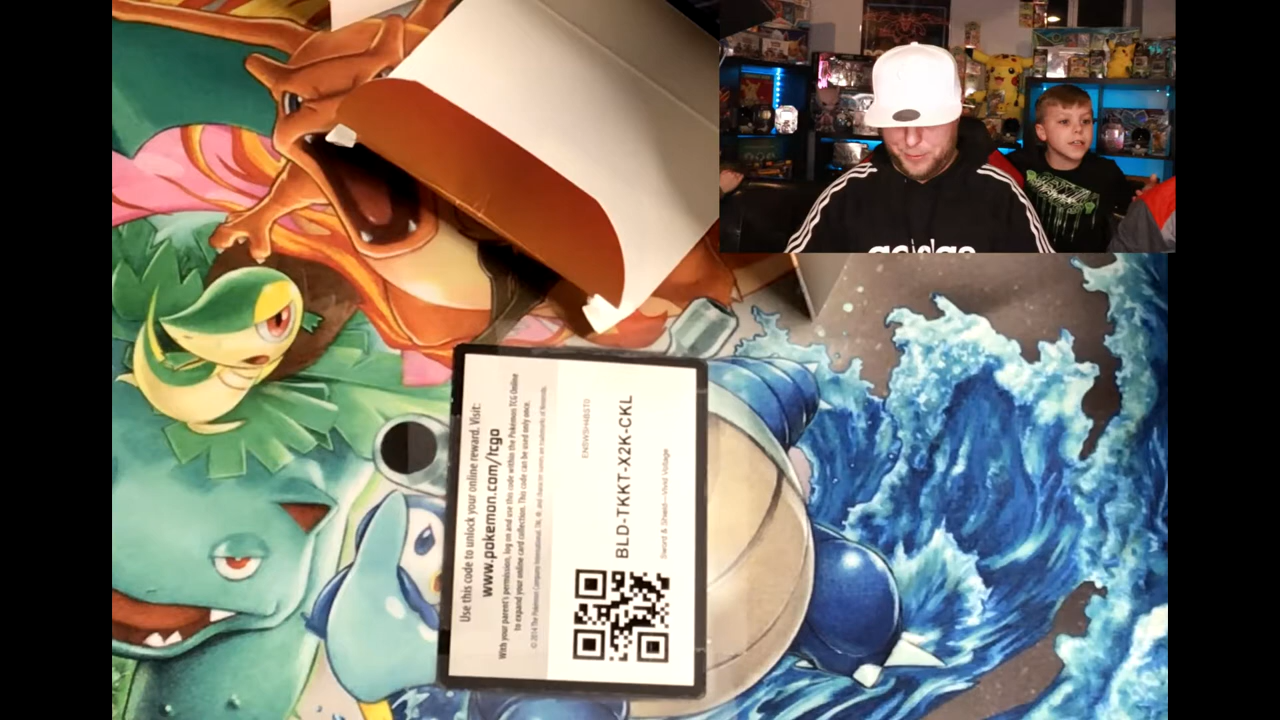 Use this code to unlock your online reward. Visit:
www.pokemon.com/tcgo
With your parent's permission, log on and use this code within the Pokémon TCG Online
to expand your online card collection. This code can be used only once.
BLD-TKKT-X2K-CKL
Sword & Shield—Vivid Voltage
adidas